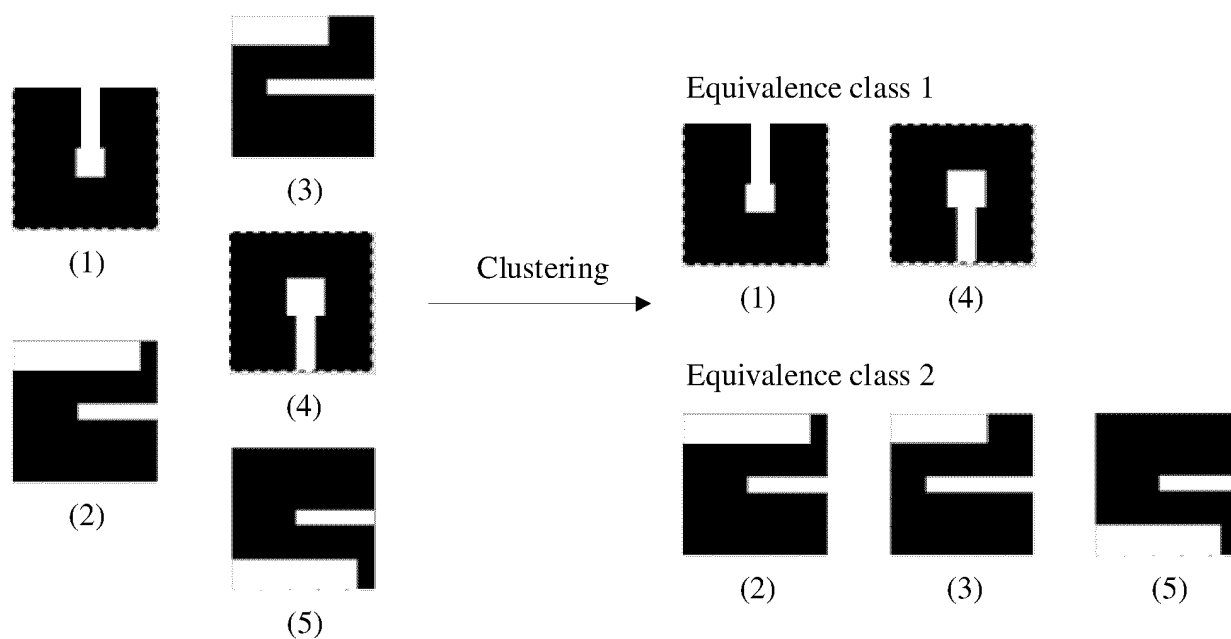 (1)
(2)
(3)
(4)
(5)
Clustering
Equivalence class 1
(1) (4)
Equivalence class 2
(2) (3) (5)